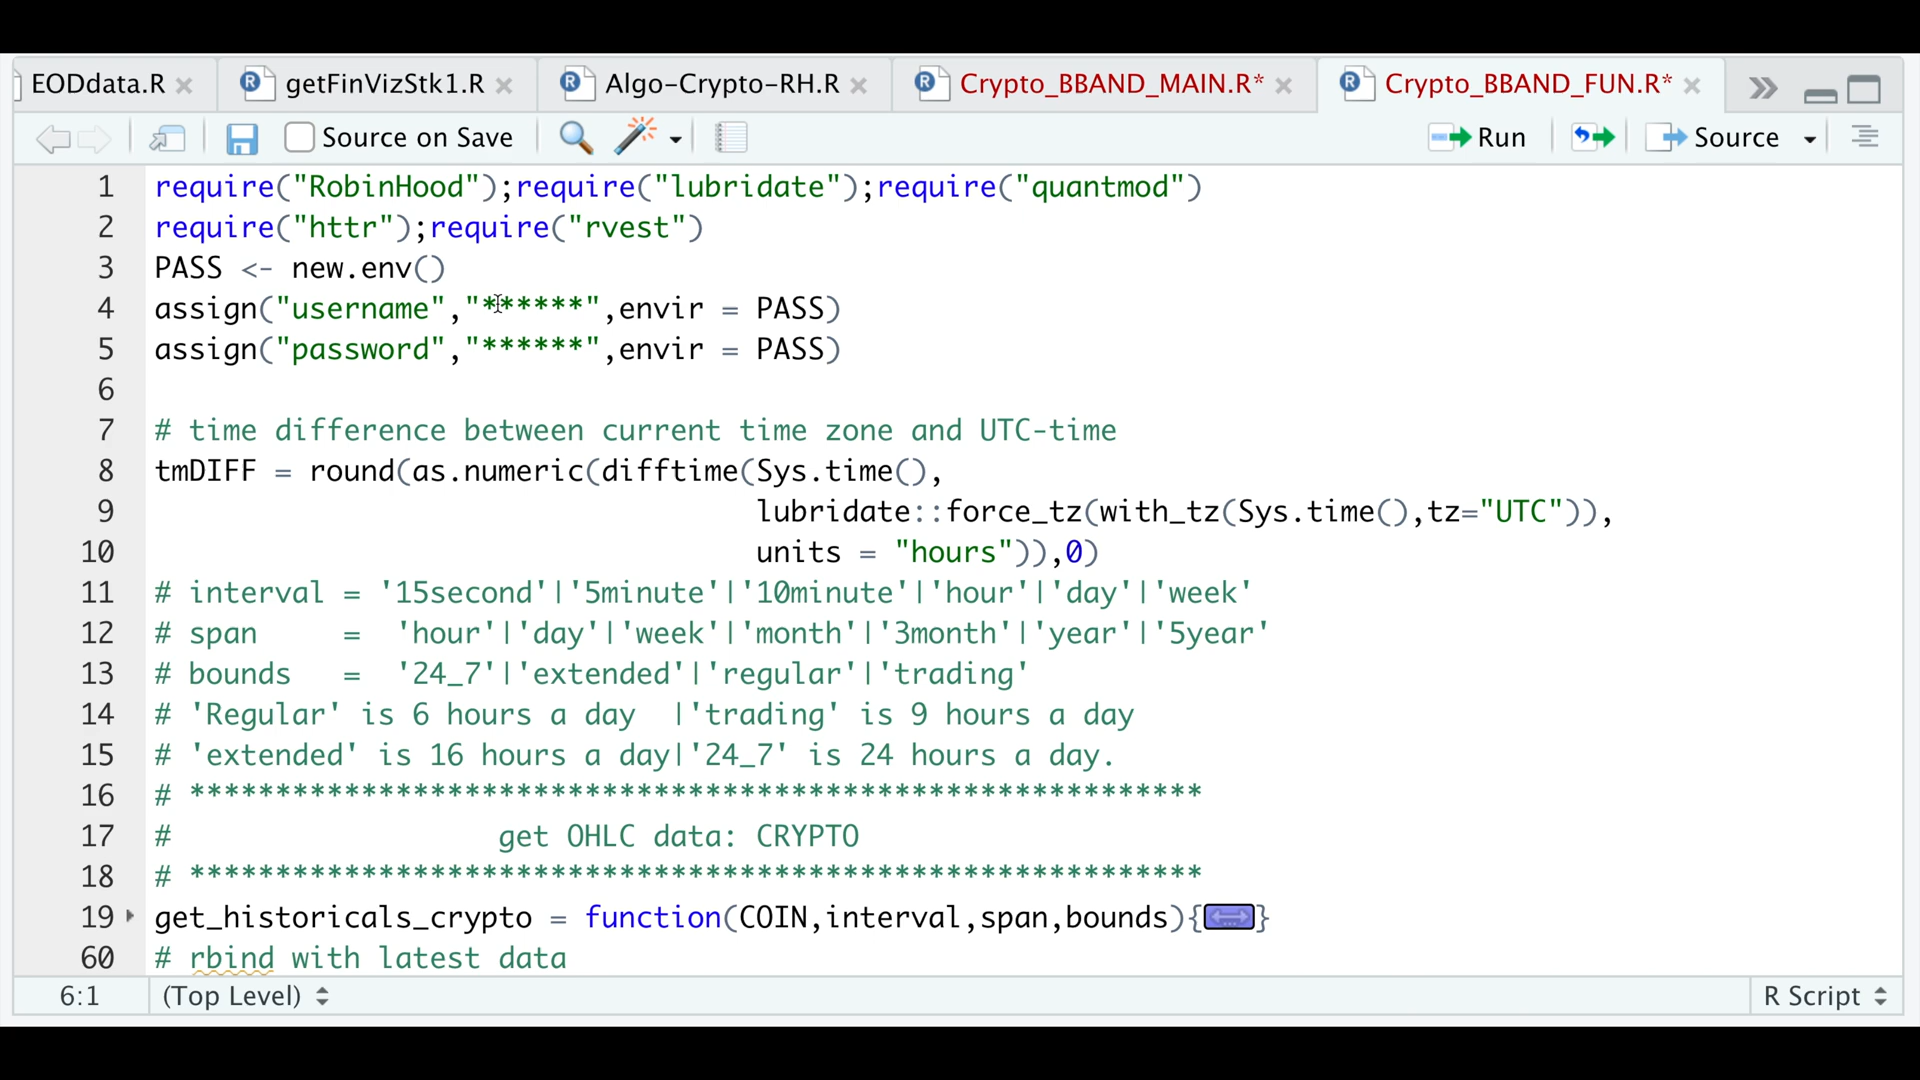 EODdata.R getFinVizStk1.R Algo-Crypto-RH.R Crypto_BBAND_MAIN.R* Crypto_BBAND_FUN.R*
Source on Save Run Source
1 require("RobinHood");require("lubridate");require("quantmod")
2 require("httr");require("rvest")
3 PASS <- new.env()
4 assign("username","******",envir = PASS)
5 assign("password","******",envir = PASS)
6
7 # time difference between current time zone and UTC-time
8 tmDIFF = round(as.numeric(difftime(Sys.time(),
9 lubridate::force_tz(with_tz(Sys.time(),tz="UTC")),
10 units = "hours")),0)
11 # interval = '15second'|'5minute'|'10minute'|'hour'|'day'|'week'
12 # span     =  'hour'|'day'|'week'|'month'|'3month'|'year'|'5year'
13 # bounds   =  '24_7'|'extended'|'regular'|'trading'
14 # 'Regular' is 6 hours a day  |'trading' is 9 hours a day
15 # 'extended' is 16 hours a day|'24_7' is 24 hours a day.
16 # ***********************************************************
17 #                   get OHLC data: CRYPTO
18 # ***********************************************************
19 get_historicals_crypto = function(COIN,interval,span,bounds){}
60 # rbind with latest data
6:1 (Top Level) R Script